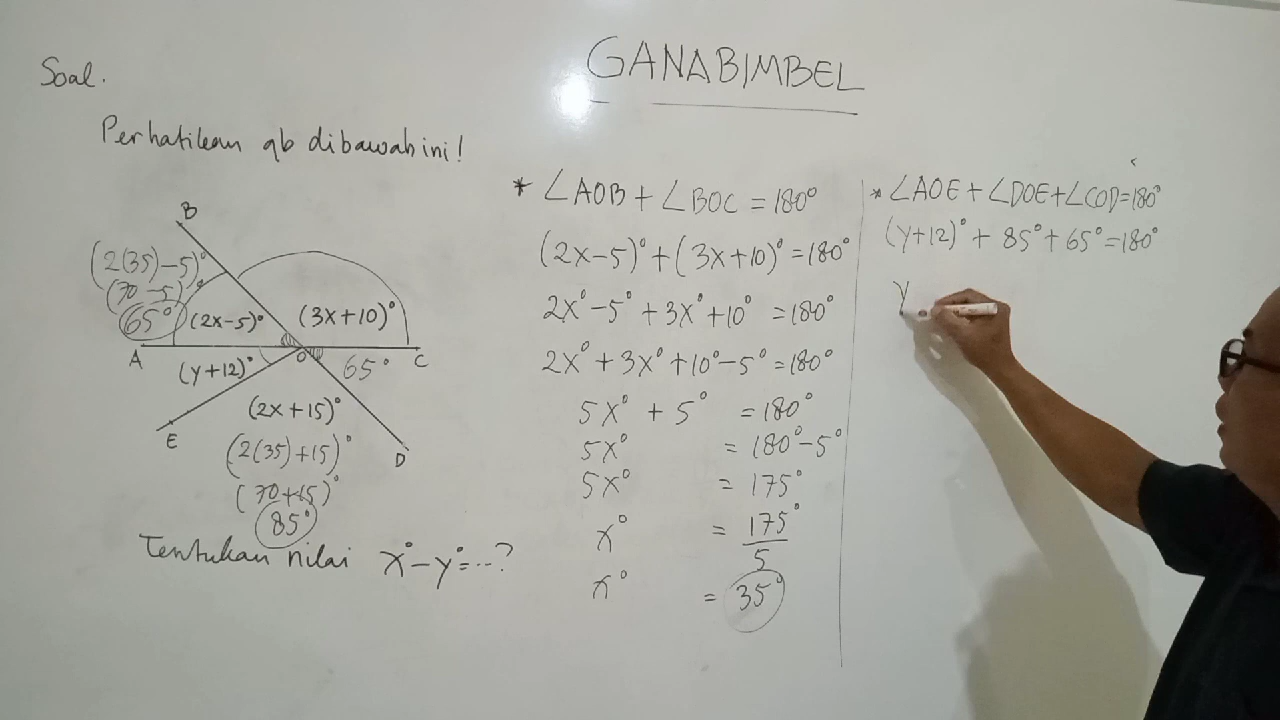 GANABIMBEL
Soal.
Perhatikan gb dibawah ini!
B
(2(35)-5)°
(70-5)°
65°
(2x-5)°
(3x+10)°
A
O
C
(y+12)°
65°
(2x+15)°
E
D
(2(35)+15)°
(70+15)°
85°
Tentukan nilai x°-y°=...?
* ∠AOB + ∠BOC = 180°
(2x-5)° + (3x+10)° = 180°
2x° - 5° + 3x° + 10° = 180°
2x° + 3x° + 10° - 5° = 180°
5x° + 5° = 180°
5x° = 180° - 5°
5x° = 175°
x° = 175°/5
x° = 35°
* ∠AOE + ∠DOE + ∠COD = 180°
(y+12)° + 85° + 65° = 180°
y